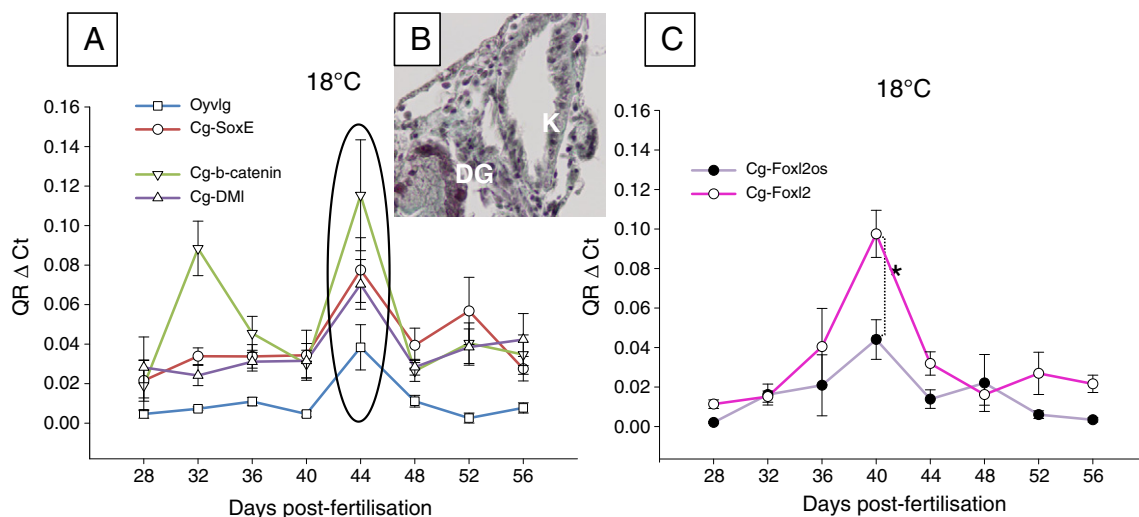 A
18°C
Oyvlg
Cg-SoxE
Cg-b-catenin
Cg-DMl
QR Δ Ct
0.16
0.14
0.12
0.10
0.08
0.06
0.04
0.02
0.00
28 32 36 40 44 48 52 56
Days post-fertilisation
B
K
DG
C
18°C
Cg-Foxl2os
Cg-Foxl2
QR Δ Ct
0.16
0.14
0.12
0.10
0.08
0.06
0.04
0.02
0.00
*
28 32 36 40 44 48 52 56
Days post-fertilisation